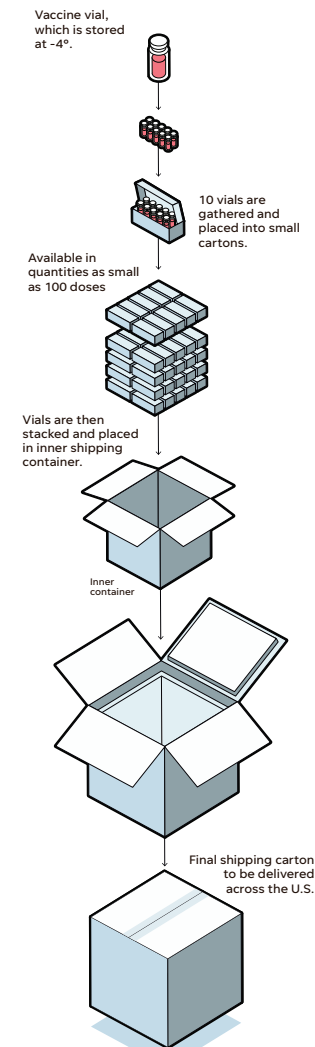 Vaccine vial,
which is stored
at -4°.
10 vials are
gathered and
placed into small
cartons.
Available in
quantities as small
as 100 doses
Vials are then
stacked and placed
in inner shipping
container.
Inner
container
Final shipping carton
to be delivered
across the U.S.